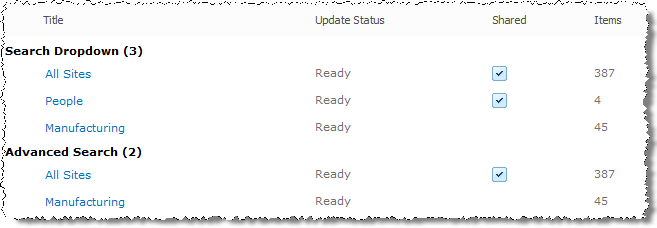 Title Update Status Shared Items
Search Dropdown (3)
All Sites Ready 387
People Ready 4
Manufacturing Ready 45
Advanced Search (2)
All Sites Ready 387
Manufacturing Ready 45